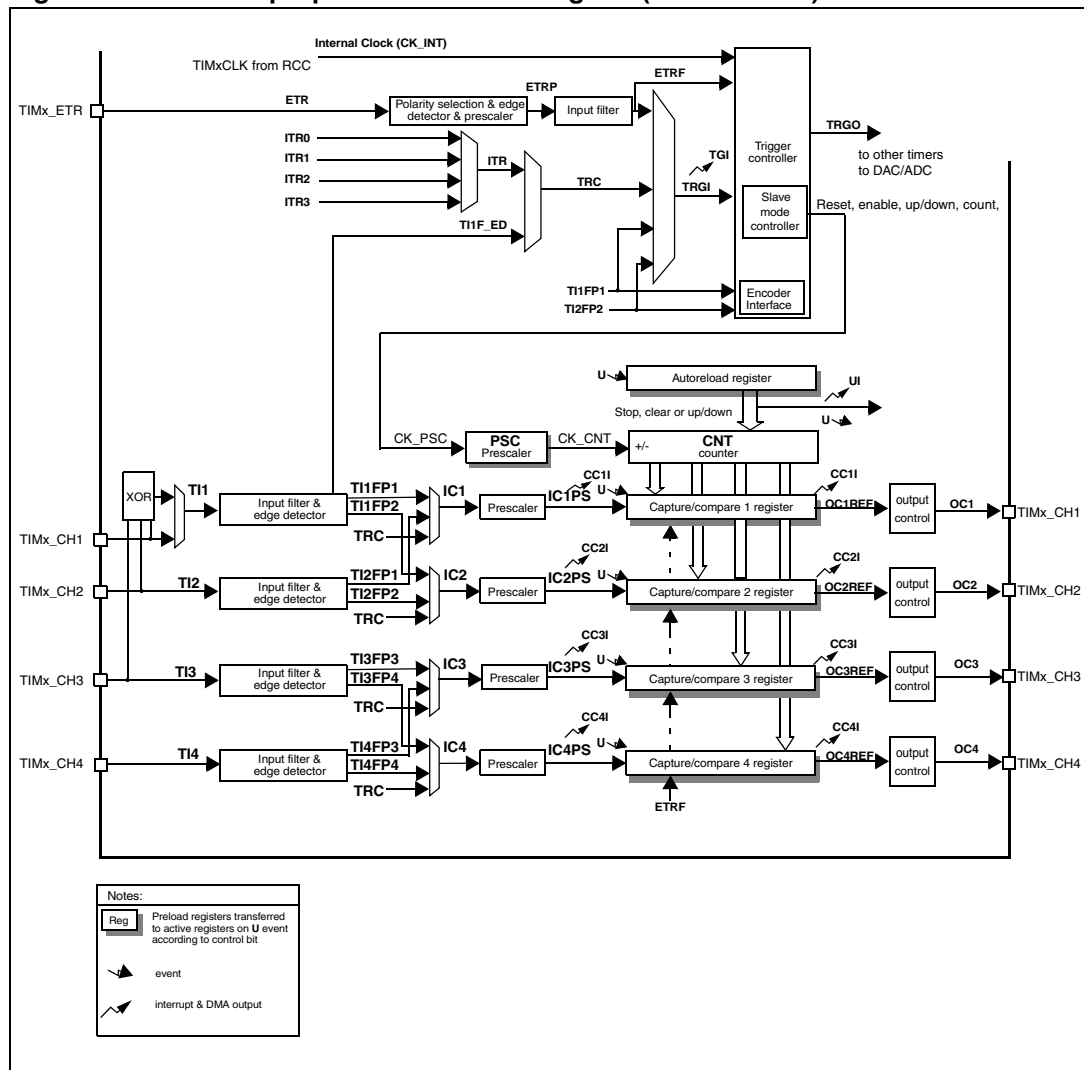 Internal Clock (CK_INT)
TIMxCLK from RCC
ETRF
ETRP
TIMx_ETR
ETR
Polarity selection & edge
detector & prescaler
Input filter
ITR0
ITR1
ITR2
ITR3
ITR
TI1F_ED
TRC
TGI
TRGI
Trigger
controller
TRGO
to other timers
to DAC/ADC
Slave
mode
controller
Reset, enable, up/down, count,
TI1FP1
TI2FP2
Encoder
Interface
U
Autoreload register
UI
Stop, clear or up/down
U
CK_PSC
PSC
Prescaler
CK_CNT
+/-
CNT
counter
XOR
TI1
Input filter &
edge detector
TI1FP1
TI1FP2
TRC
IC1
Prescaler
IC1PS
CC1I
U
Capture/compare 1 register
CC1I
OC1REF
output
control
OC1
TIMx_CH1
TIMx_CH1
TIMx_CH2
TI2
Input filter &
edge detector
TI2FP1
TI2FP2
TRC
IC2
Prescaler
IC2PS
CC2I
U
Capture/compare 2 register
CC2I
OC2REF
output
control
OC2
TIMx_CH2
TIMx_CH3
TI3
Input filter &
edge detector
TI3FP3
TI3FP4
TRC
IC3
Prescaler
IC3PS
CC3I
U
Capture/compare 3 register
CC3I
OC3REF
output
control
OC3
TIMx_CH3
TIMx_CH4
TI4
Input filter &
edge detector
TI4FP3
TI4FP4
TRC
IC4
Prescaler
IC4PS
CC4I
U
Capture/compare 4 register
CC4I
OC4REF
output
control
OC4
TIMx_CH4
ETRF
Notes:
Reg
Preload registers transferred
to active registers on U event
according to control bit
event
interrupt & DMA output